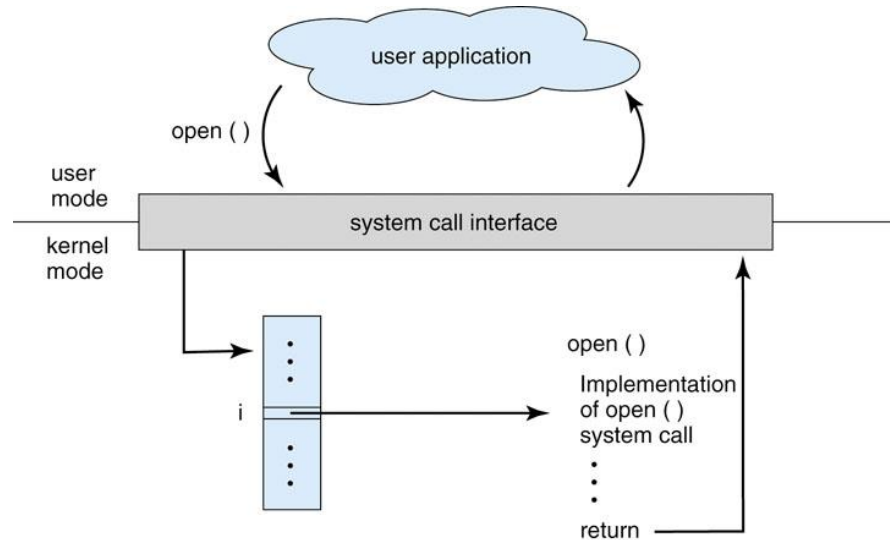 user application
open ( )
user
mode
system call interface
kernel
mode
open ( )
Implementation
of open ( )
system call
i
return